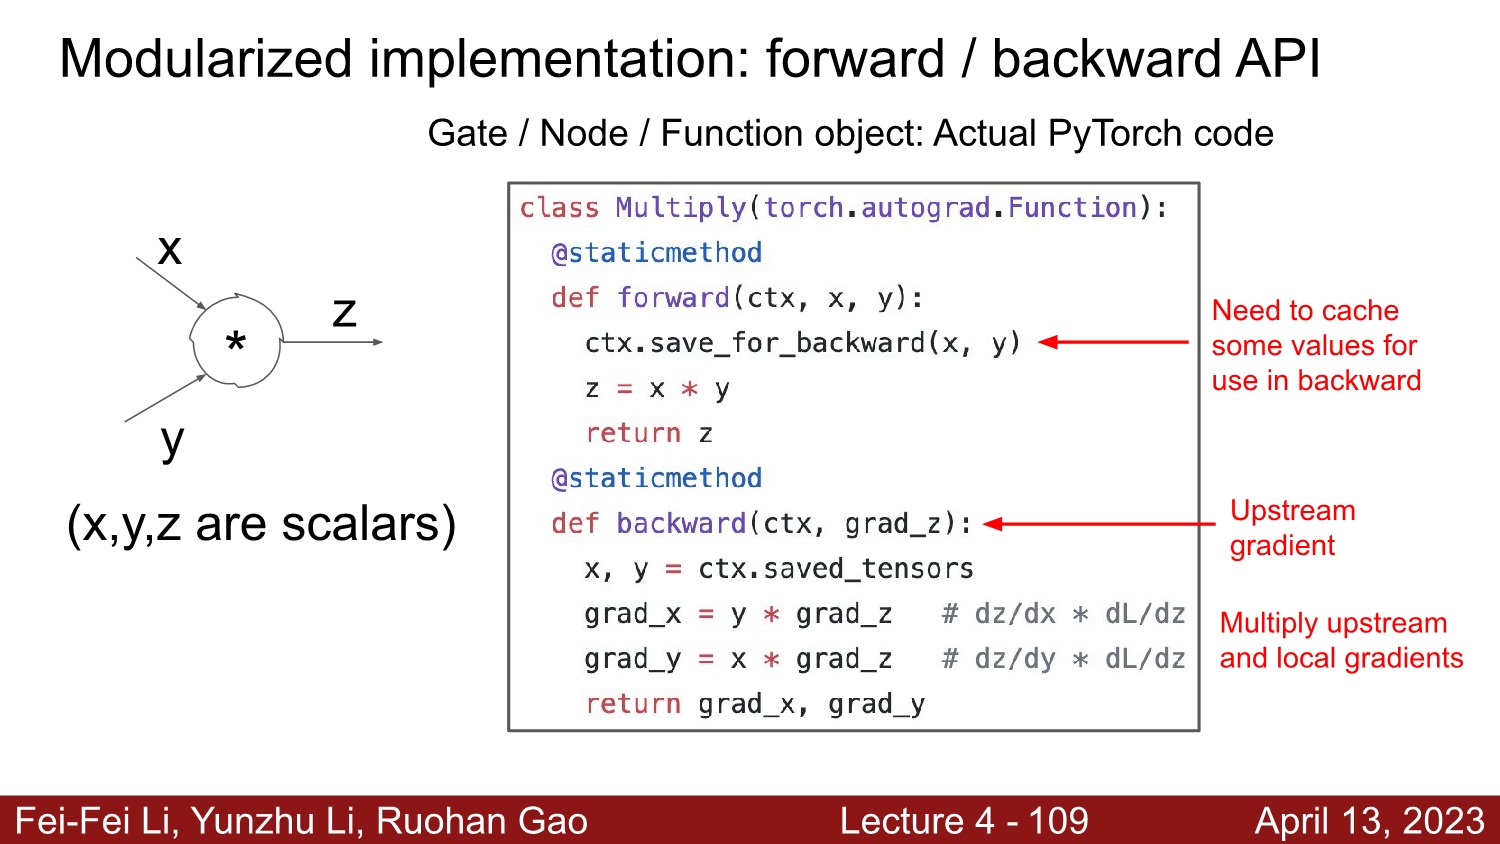 Modularized implementation: forward / backward API
Gate / Node / Function object: Actual PyTorch code
x
z
*
y
(x,y,z are scalars)
class Multiply(torch.autograd.Function):
@staticmethod
def forward(ctx, x, y):
ctx.save_for_backward(x, y)
z = x * y
return z
@staticmethod
def backward(ctx, grad_z):
x, y = ctx.saved_tensors
grad_x = y * grad_z # dz/dx * dL/dz
grad_y = x * grad_z # dz/dy * dL/dz
return grad_x, grad_y
Need to cache
some values for
use in backward
Upstream
gradient
Multiply upstream
and local gradients
Fei-Fei Li, Yunzhu Li, Ruohan Gao
Lecture 4 - 109
April 13, 2023